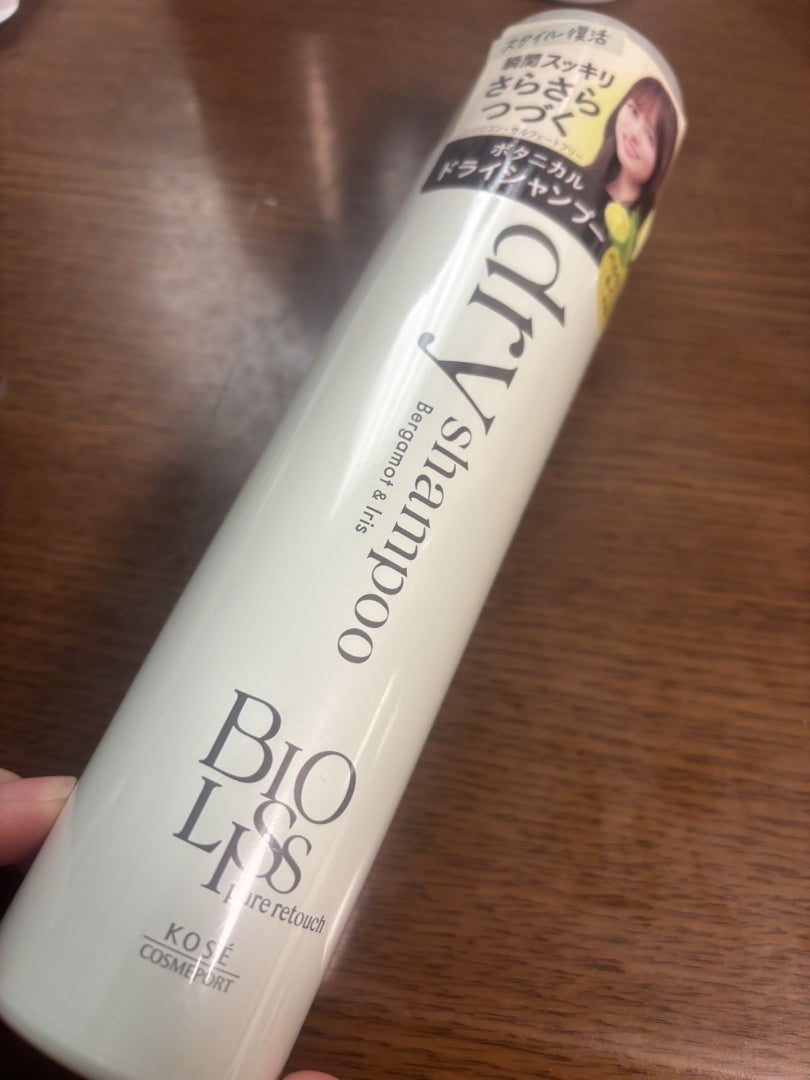 スタイル復活
瞬間スッキリ
さらさら
つづく
ボタニカル
ドライシャンプー
dry shampoo
Bergamot & Iris
BIOLISS
pure retouch
KOSÉ
COSMEPORT